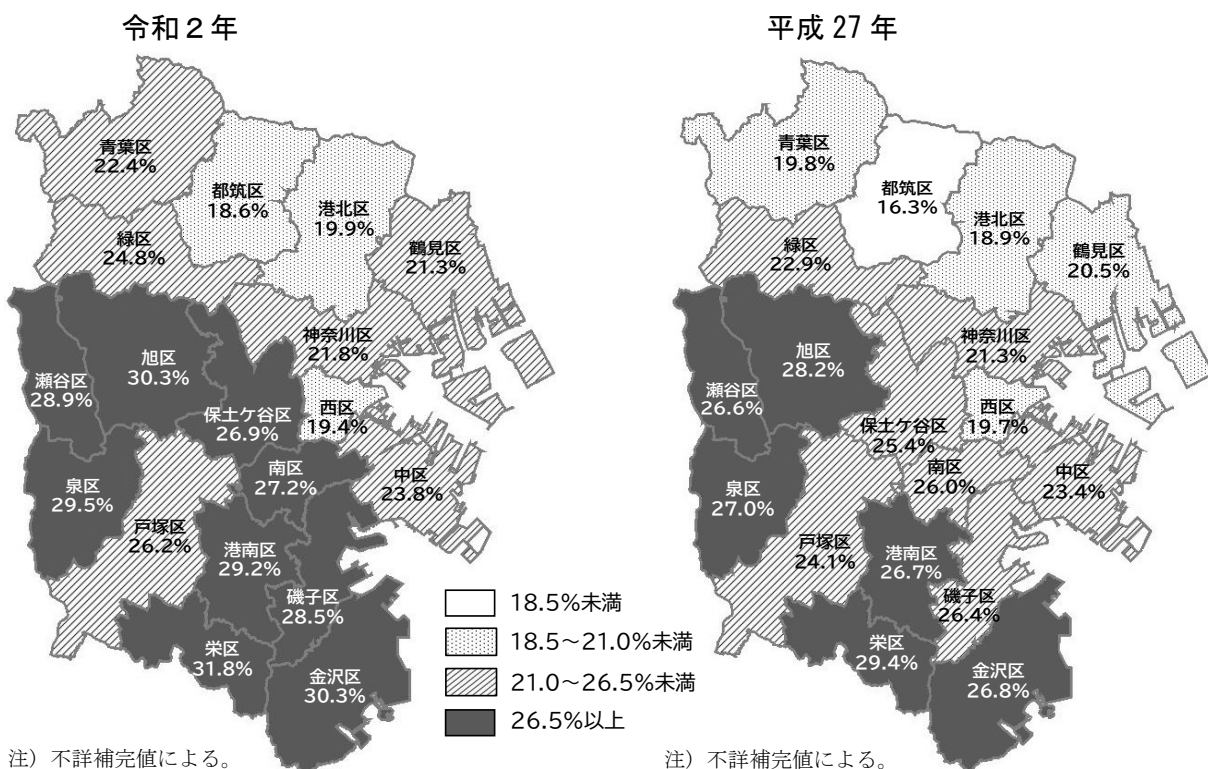 令和２年
青葉区
22.4%
都筑区
18.6%
港北区
19.9%
緑区
24.8%
鶴見区
21.3%
神奈川区
21.8%
旭区
30.3%
瀬谷区
28.9%
保土ケ谷区
26.9%
西区
19.4%
南区
27.2%
中区
23.8%
泉区
29.5%
戸塚区
26.2%
港南区
29.2%
磯子区
28.5%
栄区
31.8%
金沢区
30.3%
注）不詳補完値による。
18.5%未満
18.5～21.0%未満
21.0～26.5%未満
26.5%以上
平成 27 年
青葉区
19.8%
都筑区
16.3%
港北区
18.9%
緑区
22.9%
鶴見区
20.5%
神奈川区
21.3%
旭区
28.2%
瀬谷区
26.6%
保土ケ谷区
25.4%
西区
19.7%
南区
26.0%
中区
23.4%
泉区
27.0%
戸塚区
24.1%
港南区
26.7%
磯子区
26.4%
栄区
29.4%
金沢区
26.8%
注）不詳補完値による。